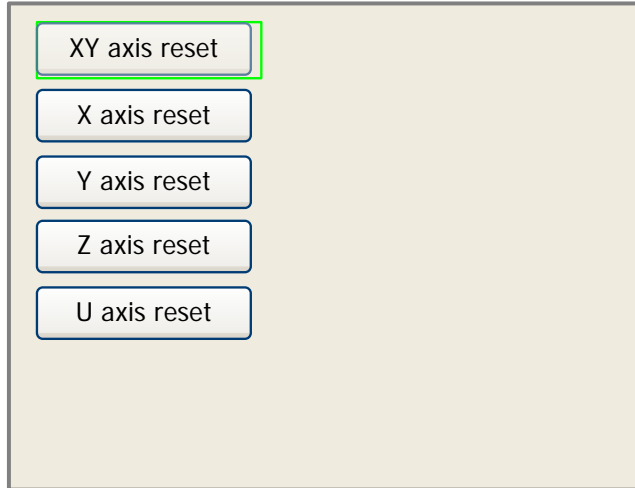 XY axis reset
X axis reset
Y axis reset
Z axis reset
U axis reset